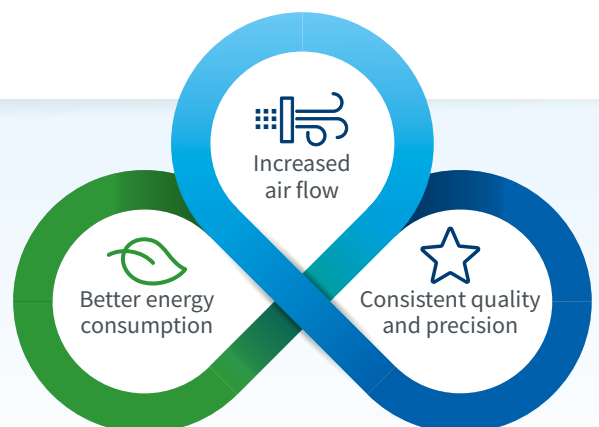 Increased
air flow
Better energy
consumption
Consistent quality
and precision